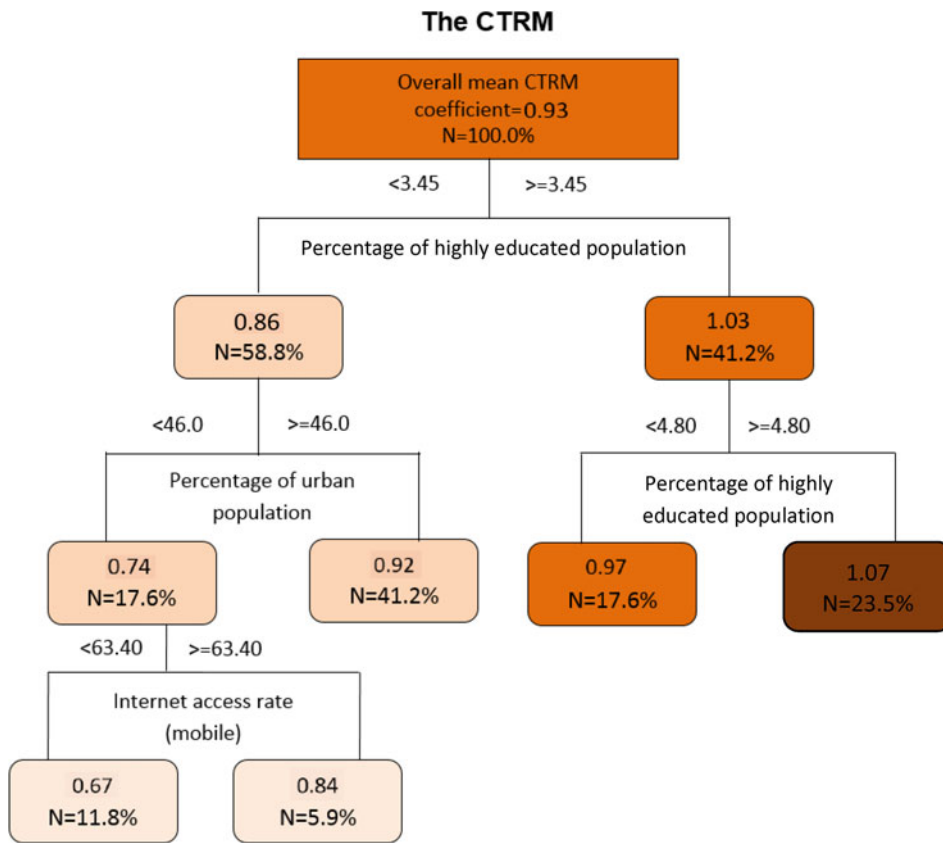 The CTRM
Overall mean CTRM
coefficient=0.93
N=100.0%
<3.45
>=3.45
Percentage of highly educated population
0.86
N=58.8%
1.03
N=41.2%
<46.0
>=46.0
<4.80
>=4.80
Percentage of urban
population
Percentage of highly
educated population
0.74
N=17.6%
0.92
N=41.2%
0.97
N=17.6%
1.07
N=23.5%
<63.40
>=63.40
Internet access rate
(mobile)
0.67
N=11.8%
0.84
N=5.9%